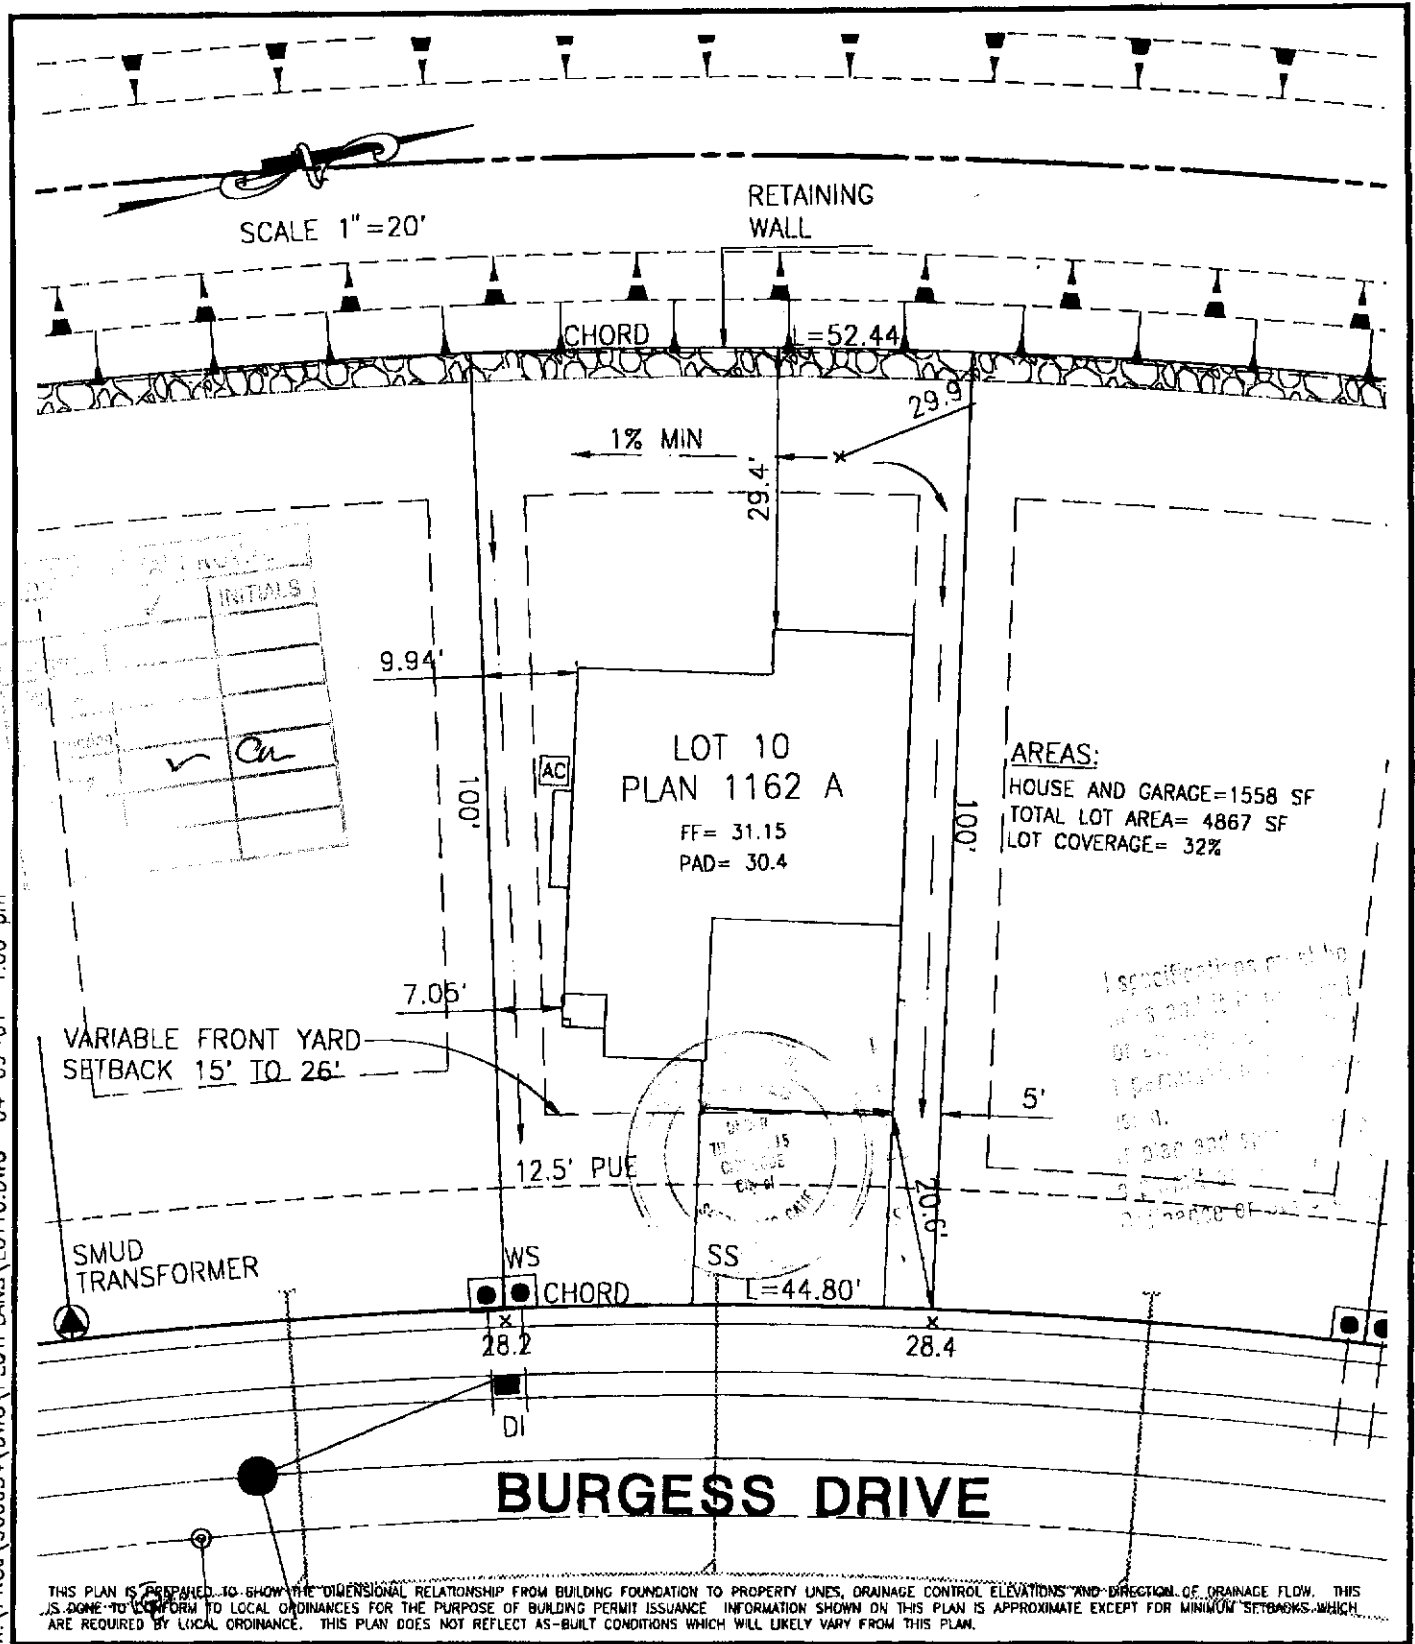 RETAINING
WALL
SCALE 1"=20'
CHORD L=52.44
29.9
1% MIN
29.4'
INITIALS
9.94'
LOT 10
PLAN 1162 A
FF= 31.15
PAD= 30.4
AC
100'
100'
AREAS:
HOUSE AND GARAGE=1558 SF
TOTAL LOT AREA= 4867 SF
LOT COVERAGE= 32%
7.05'
VARIABLE FRONT YARD
SETBACK 15' TO 26'
5'
12.5' PUE
20.6'
SMUD
TRANSFORMER
WS
SS
CHORD L=44.80'
28.2
28.4
DI
BURGESS DRIVE
THIS PLAN IS PREPARED TO SHOW THE DIMENSIONAL RELATIONSHIP FROM BUILDING FOUNDATION TO PROPERTY LINES, DRAINAGE CONTROL ELEVATIONS AND DIRECTION OF DRAINAGE FLOW. THIS
IS DONE TO CONFORM TO LOCAL ORDINANCES FOR THE PURPOSE OF BUILDING PERMIT ISSUANCE INFORMATION SHOWN ON THIS PLAN IS APPROXIMATE EXCEPT FOR MINIMUM SETBACKS WHICH
ARE REQUIRED BY LOCAL ORDINANCE. THIS PLAN DOES NOT REFLECT AS-BUILT CONDITIONS WHICH WILL LIKELY VARY FROM THIS PLAN.